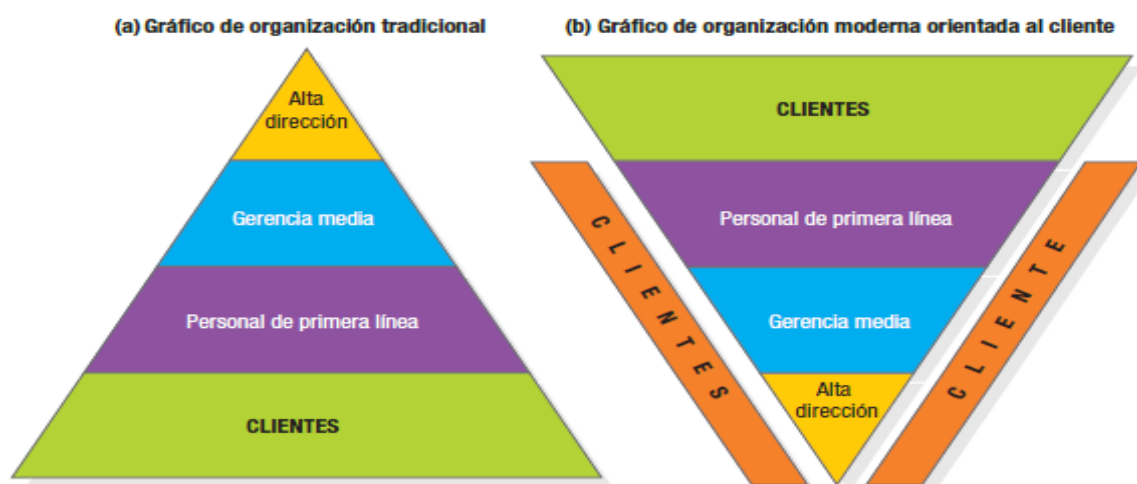 (a) Gráfico de organización tradicional
Alta
dirección
Gerencia media
Personal de primera línea
CLIENTES
(b) Gráfico de organización moderna orientada al cliente
CLIENTES
Personal de primera línea
Gerencia media
Alta
dirección
CLIENTES
CLIENTE